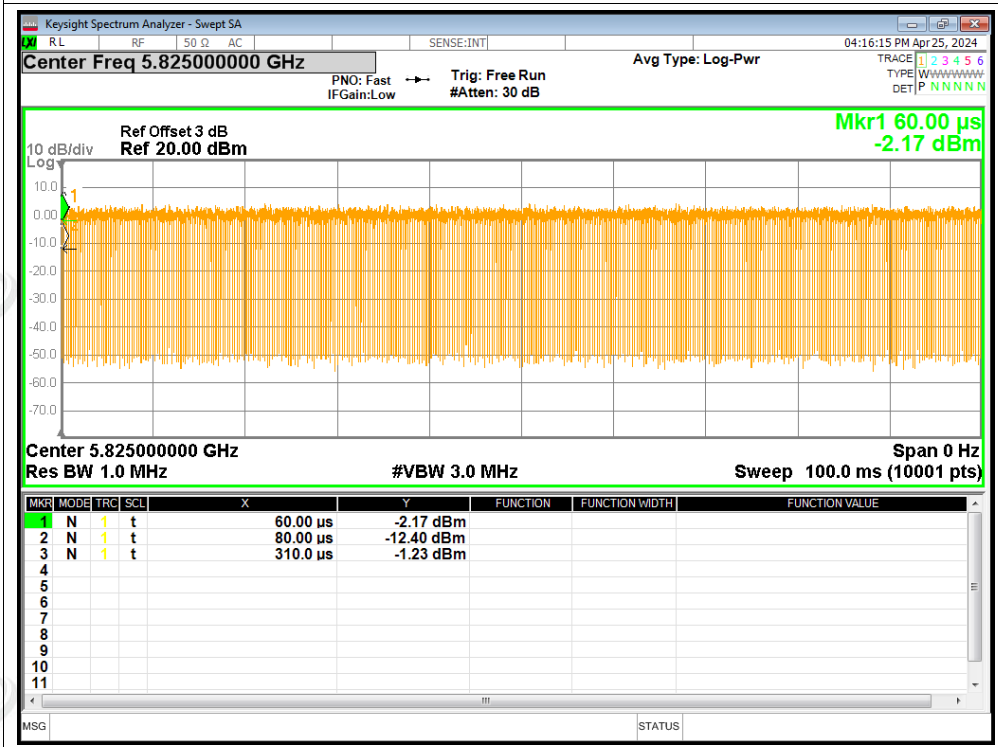 Keysight Spectrum Analyzer - Swept SA
LXI RL RF 50 Ω AC SENSE:INT 04:16:15 PM Apr 25, 2024
Center Freq 5.825000000 GHz
PNO: Fast
IFGain:Low
Trig: Free Run
#Atten: 30 dB
Avg Type: Log-Pwr
TRACE 1 2 3 4 5 6
TYPE WWWWWW
DET P NNNNN
Mkr1 60.00 µs
-2.17 dBm
Ref Offset 3 dB
10 dB/div Ref 20.00 dBm
Log
10.0
0.00
-10.0
-20.0
-30.0
-40.0
-50.0
-60.0
-70.0
1
2
Center 5.825000000 GHz Span 0 Hz
Res BW 1.0 MHz #VBW 3.0 MHz Sweep 100.0 ms (10001 pts)
MKR MODE TRC SCL X Y FUNCTION FUNCTION WIDTH FUNCTION VALUE
1 N 1 t 60.00 µs -2.17 dBm
2 N 1 t 80.00 µs -12.40 dBm
3 N 1 t 310.0 µs -1.23 dBm
4
5
6
7
8
9
10
11
MSG STATUS